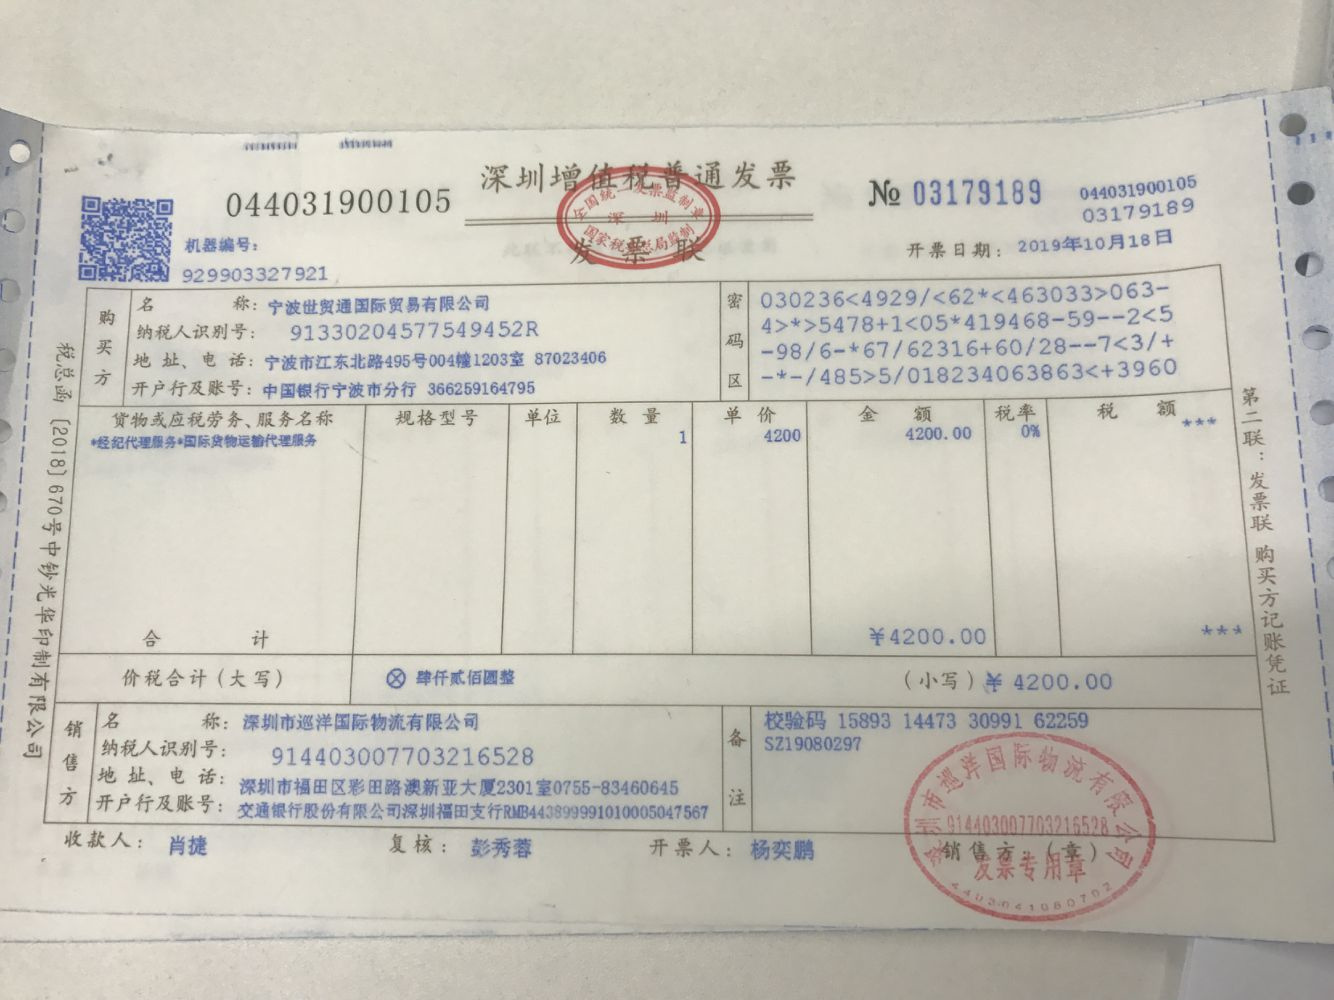 深圳增值税普通发票
044031900105
№ 03179189
044031900105
03179189
全国统一发票监制章
深 圳
国家税务总局监制
发票联
机器编号：
929903327921
开票日期： 2019年10月18日
购买方
名 称：宁波世贸通国际贸易有限公司
纳税人识别号： 91330204577549452R
地 址、电 话：宁波市江东北路495号004幢1203室 87023406
开户行及账号：中国银行宁波市分行 366259164795
密码区
030236<4929/<62*<463033>063-
4>*>5478+1<05*419468-59--2<5
-98/6-*67/62316+60/28--7<3/+
-*-/485>5/018234063863<+3960
货物或应税劳务、服务名称 规格型号 单位 数 量 单 价 金 额 税率 税 额
*经纪代理服务*国际货物运输代理服务 1 4200 4200.00 0% ***
合 计 ￥4200.00 ***
价税合计（大写） ⊗ 肆仟贰佰圆整 （小写）￥ 4200.00
销售方
名 称：深圳市巡洋国际物流有限公司
纳税人识别号： 914403007703216528
地 址、电 话：深圳市福田区彩田路澳新亚大厦2301室0755-83460645
开户行及账号：交通银行股份有限公司深圳福田支行RMB443899991010005047567
备注
校验码 15893 14473 30991 62259
SZ19080297
收款人： 肖捷 复核： 彭秀蓉 开票人： 杨奕鹏 销售方：（章）
深圳市巡洋国际物流有限公司
914403007703216528
发票专用章
4403041080702
税总函〔2018〕670号中钞光华印制有限公司
第二联：发票联 购买方记账凭证